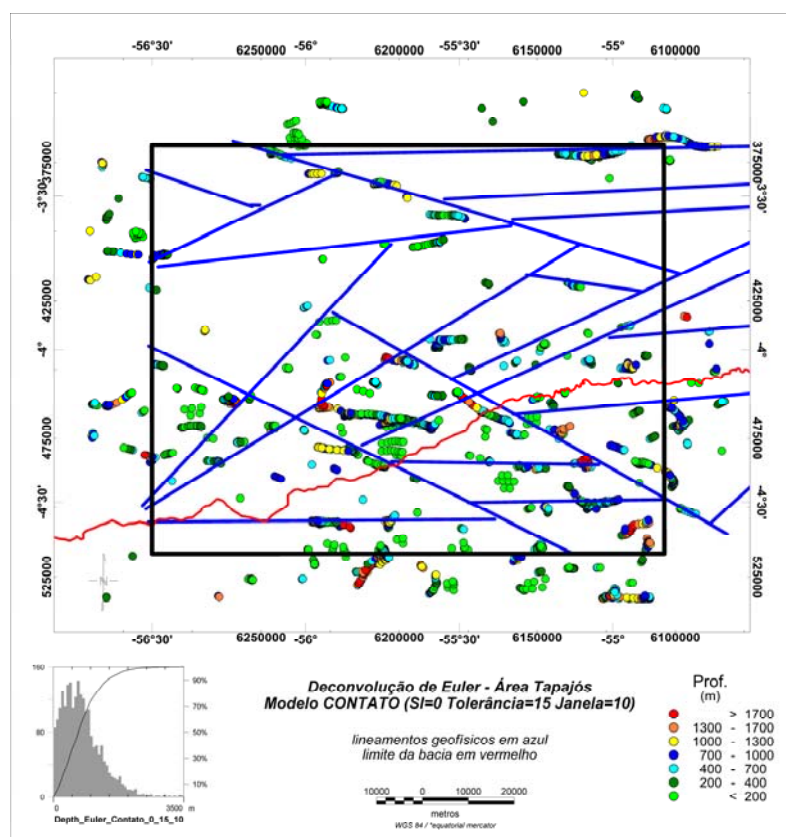 -56°30' 6250000 -56° 6200000 -55°30' 6150000 -55° 6100000
375000 375000
-3°30' -3°30'
425000 425000
-4° -4°
475000 475000
-4°30' -4°30'
525000 525000
N
-56°30' 6250000 -56° 6200000 -55°30' 6150000 -55° 6100000
160 90%
70%
80 50%
30%
10%
0
0 3500 m
Depth_Euler_Contato_0_15_10
Deconvolução de Euler - Área Tapajós
Modelo CONTATO (SI=0 Tolerância=15 Janela=10)
lineamentos geofísicos em azul
limite da bacia em vermelho
10000 0 10000 20000
metros
WGS 84 / *equatorial mercator
Prof.
(m)
> 1700
1300 - 1700
1000 - 1300
700 - 1000
400 - 700
200 - 400
< 200